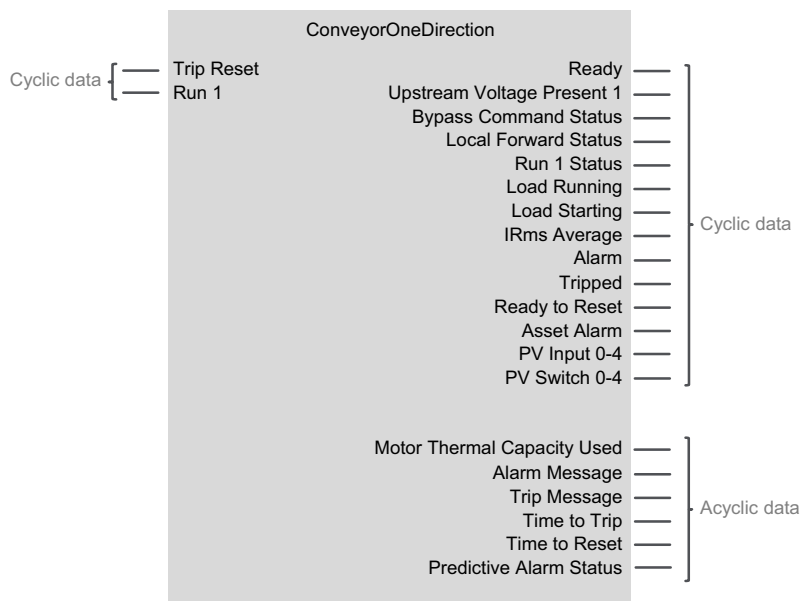 ConveyorOneDirection
Cyclic data
Trip Reset
Run 1
Ready
Upstream Voltage Present 1
Bypass Command Status
Local Forward Status
Run 1 Status
Load Running
Load Starting
IRms Average
Alarm
Tripped
Ready to Reset
Asset Alarm
PV Input 0-4
PV Switch 0-4
Cyclic data
Motor Thermal Capacity Used
Alarm Message
Trip Message
Time to Trip
Time to Reset
Predictive Alarm Status
Acyclic data